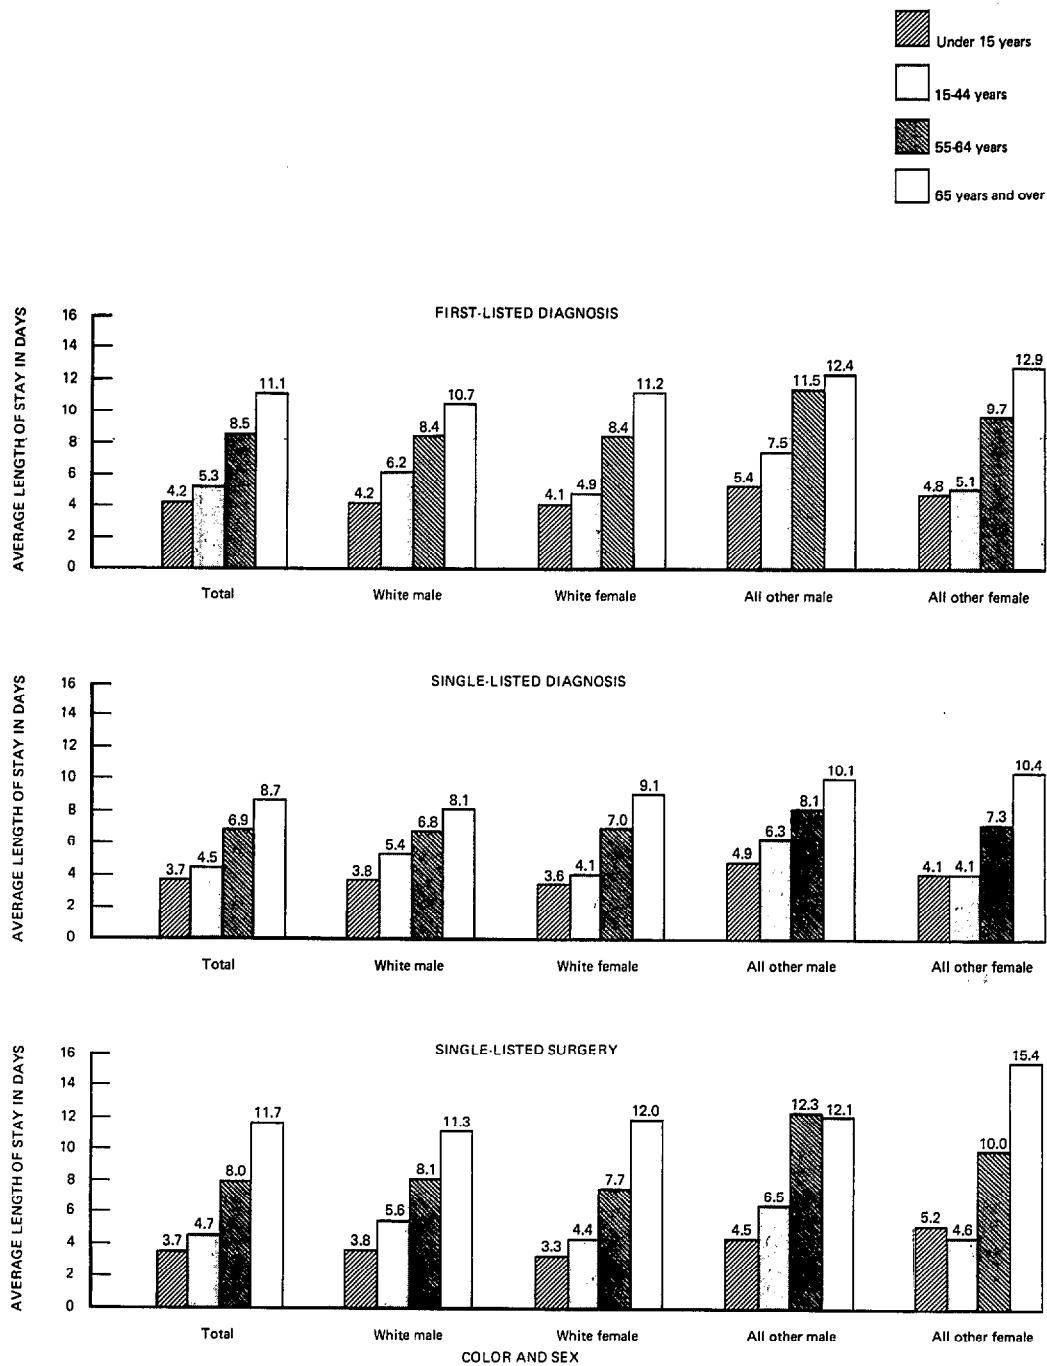 Under 15 years
15-44 years
55-64 years
65 years and over
FIRST-LISTED DIAGNOSIS
AVERAGE LENGTH OF STAY IN DAYS
16
14
12
10
8
6
4
2
0
4.2 5.3 8.5 11.1
4.2 6.2 8.4 10.7
4.1 4.9 8.4 11.2
5.4 7.5 11.5 12.4
4.8 5.1 9.7 12.9
Total White male White female All other male All other female
SINGLE-LISTED DIAGNOSIS
AVERAGE LENGTH OF STAY IN DAYS
16
14
12
10
8
6
4
2
0
3.7 4.5 6.9 8.7
3.8 5.4 6.8 8.1
3.6 4.1 7.0 9.1
4.9 6.3 8.1 10.1
4.1 4.1 7.3 10.4
Total White male White female All other male All other female
SINGLE-LISTED SURGERY
AVERAGE LENGTH OF STAY IN DAYS
16
14
12
10
8
6
4
2
0
3.7 4.7 8.0 11.7
3.8 5.6 8.1 11.3
3.3 4.4 7.7 12.0
4.5 6.5 12.3 12.1
5.2 4.6 10.0 15.4
Total White male White female All other male All other female
COLOR AND SEX